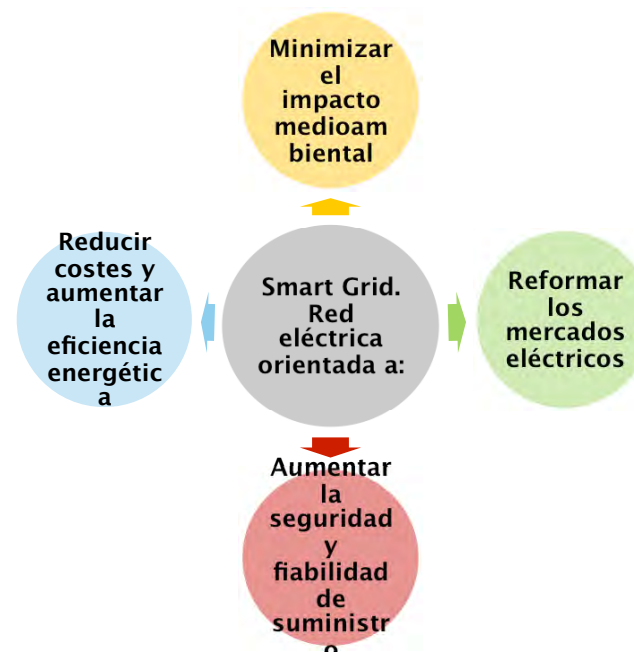 Minimizar
el
impacto
medioam
biental
Reducir
costes y
aumentar
la
eficiencia
energétic
a
Smart Grid.
Red
eléctrica
orientada a:
Reformar
los
mercados
eléctricos
Aumentar
la
seguridad
y
fiabilidad
de
suministr
o